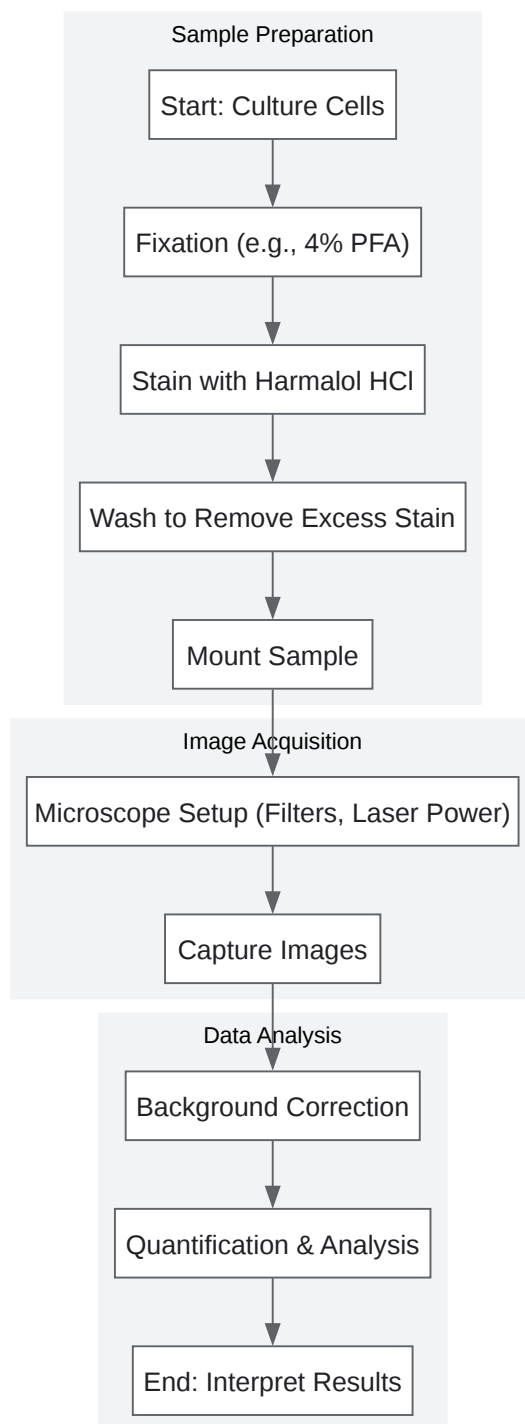 Sample Preparation
Start: Culture Cells
Fixation (e.g., 4% PFA)
Stain with Harmalol HCl
Wash to Remove Excess Stain
Mount Sample
Image Acquisition
Microscope Setup (Filters, Laser Power)
Capture Images
Data Analysis
Background Correction
Quantification & Analysis
End: Interpret Results